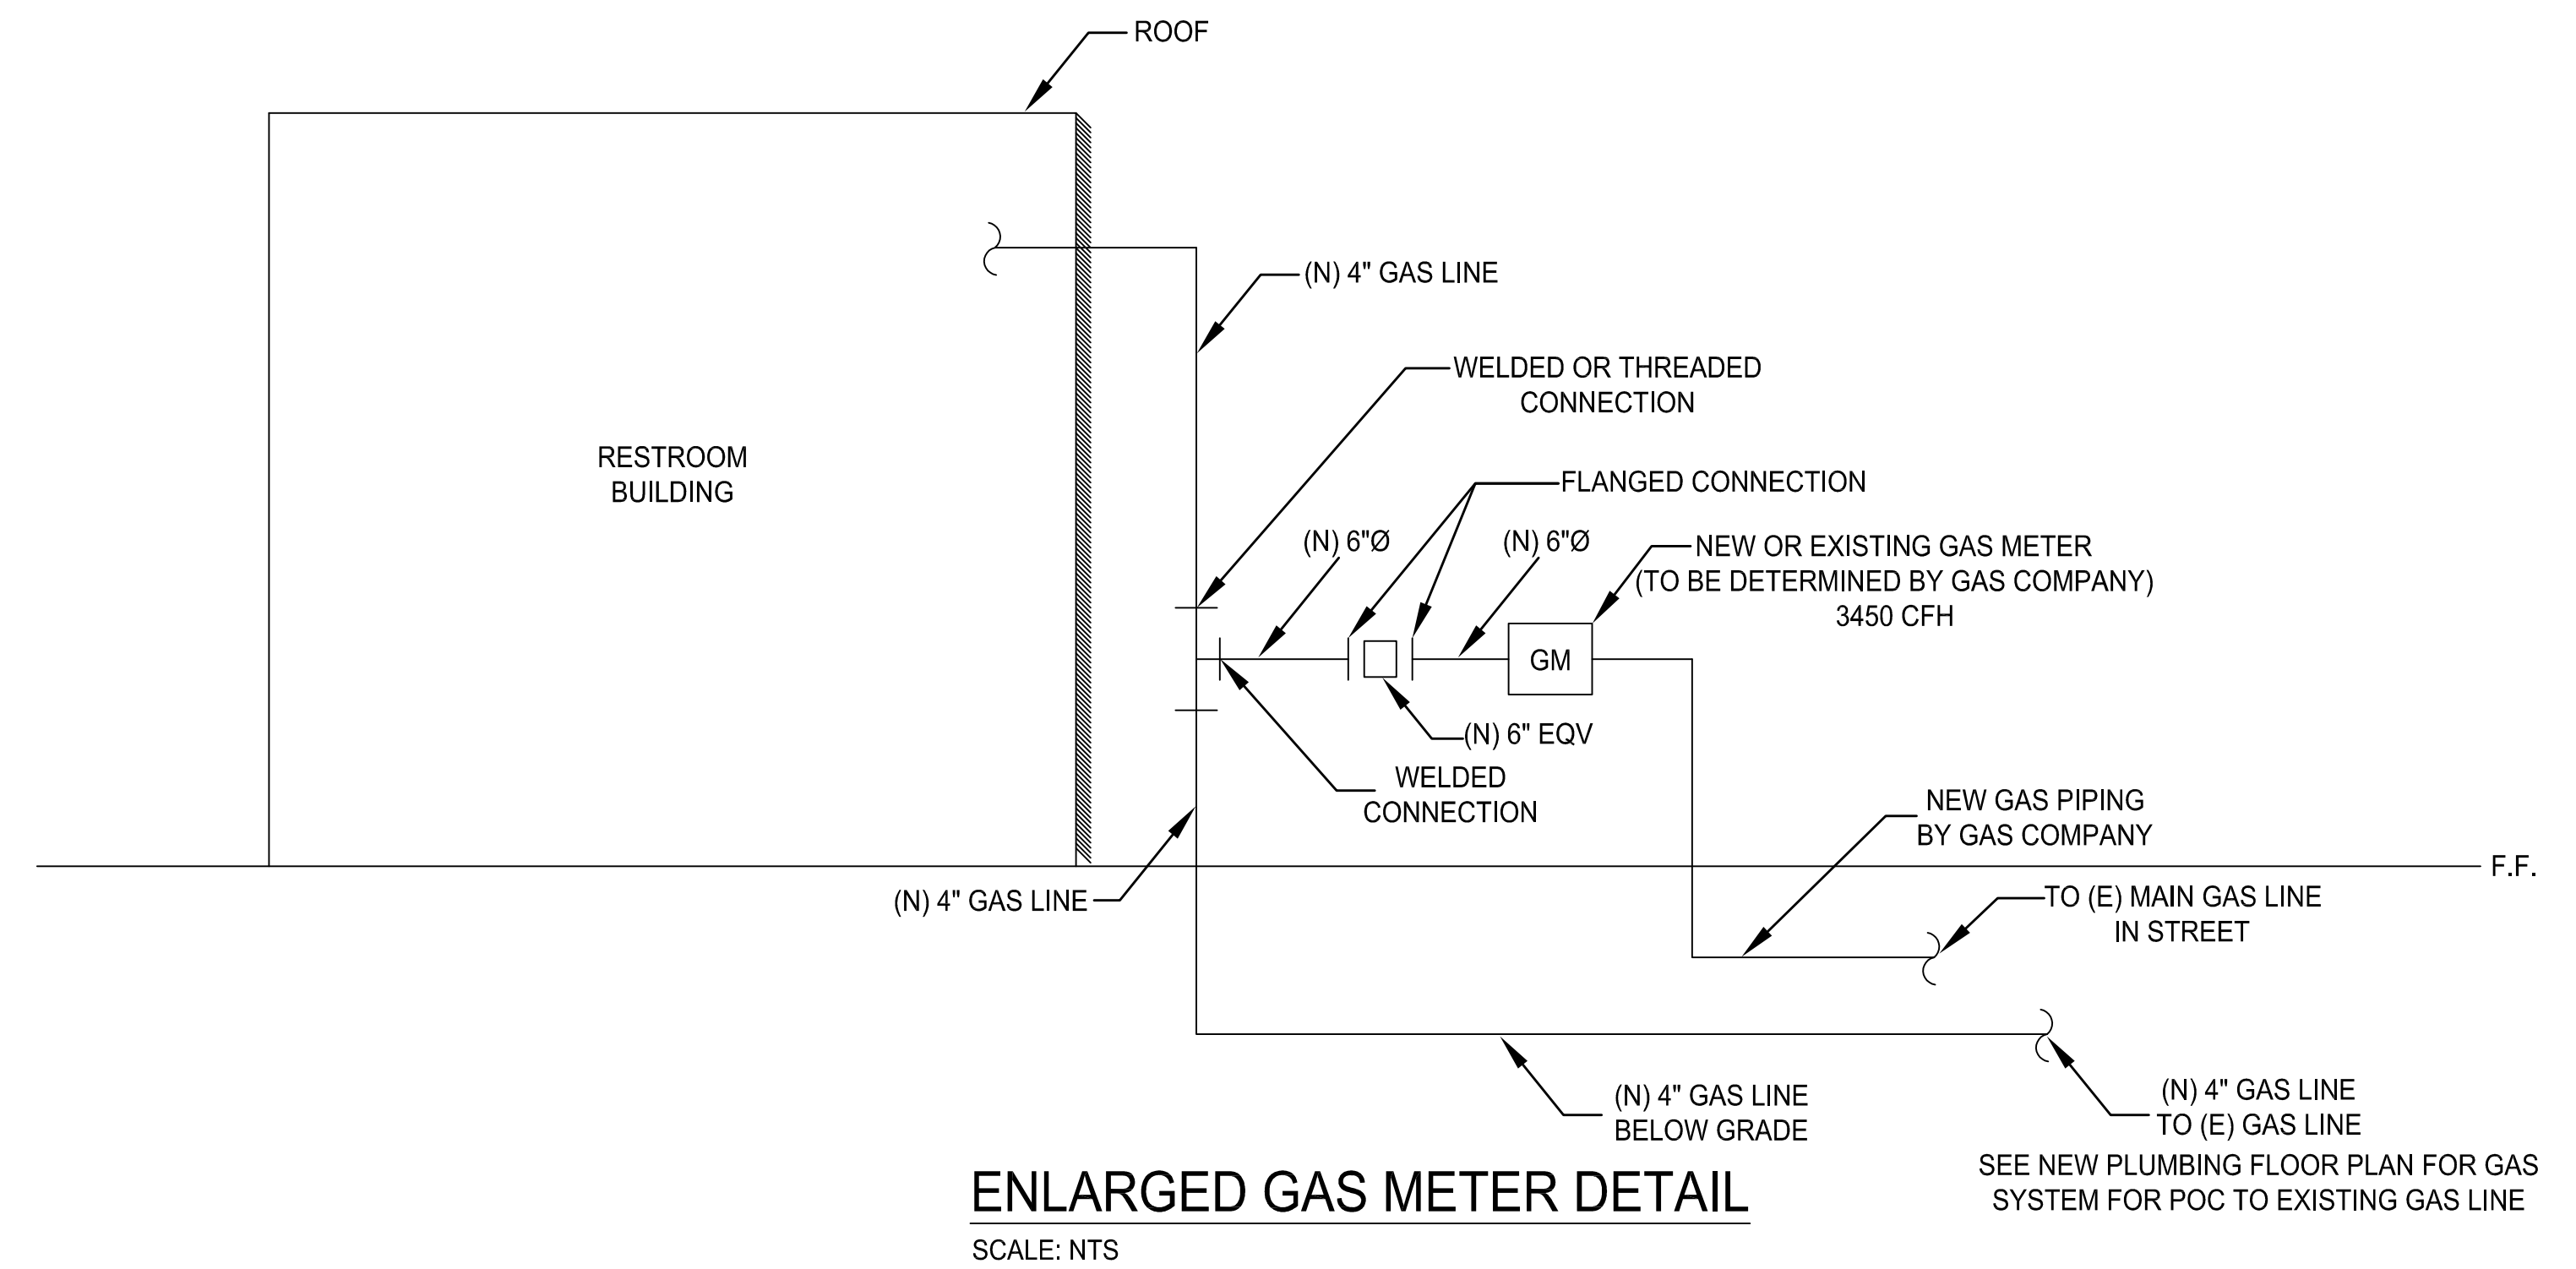 ROOF
(N) 4" GAS LINE
WELDED OR THREADED
CONNECTION
RESTROOM
BUILDING
FLANGED CONNECTION
(N) 6"Ø
(N) 6"Ø
NEW OR EXISTING GAS METER
(TO BE DETERMINED BY GAS COMPANY)
3450 CFH
GM
(N) 6" EQV
WELDED
CONNECTION
NEW GAS PIPING
BY GAS COMPANY
F.F.
(N) 4" GAS LINE
TO (E) MAIN GAS LINE
IN STREET
(N) 4" GAS LINE
BELOW GRADE
(N) 4" GAS LINE
TO (E) GAS LINE
SEE NEW PLUMBING FLOOR PLAN FOR GAS
SYSTEM FOR POC TO EXISTING GAS LINE
ENLARGED GAS METER DETAIL
SCALE: NTS